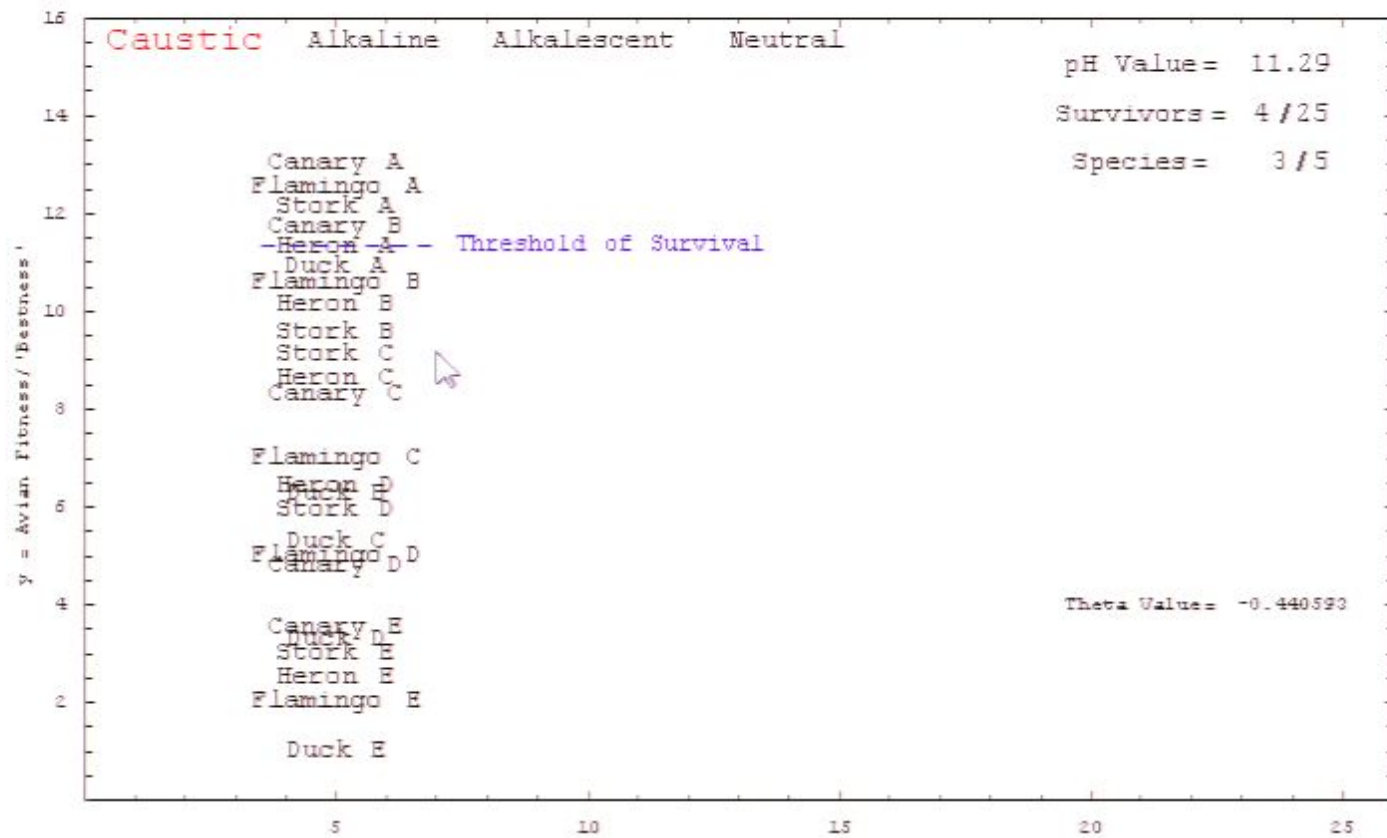 16
Caustic Alkaline Alkalescent Neutral
pH Value= 11.29
14
Survivors= 4/25
Species= 3/5
Canary A
Flamingo A
Stork A
12
Canary B
Heron A
Threshold of Survival
Duck A
Flamingo B
Heron B
10
Stork B
Stork C
Heron C
Canary C
8
Flamingo C
Heron D
Duck B
Stork D
6
Duck C
Flamingo D
Canary D
4
Theta Value= -0.440593
Canary E
Duck D
Stork E
Heron E
Flamingo E
2
Duck E
y = Avian Fitness/'Bestness'
5 10 15 20 25